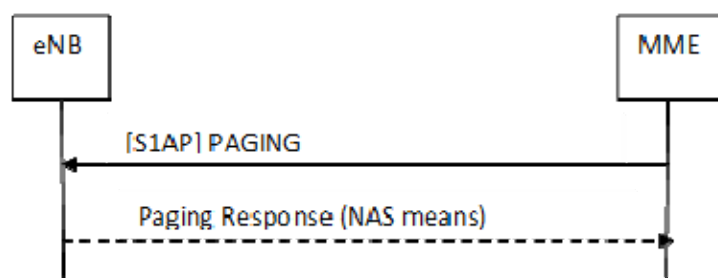 eNB
MME
[S1AP] PAGING
Paging Response (NAS means)